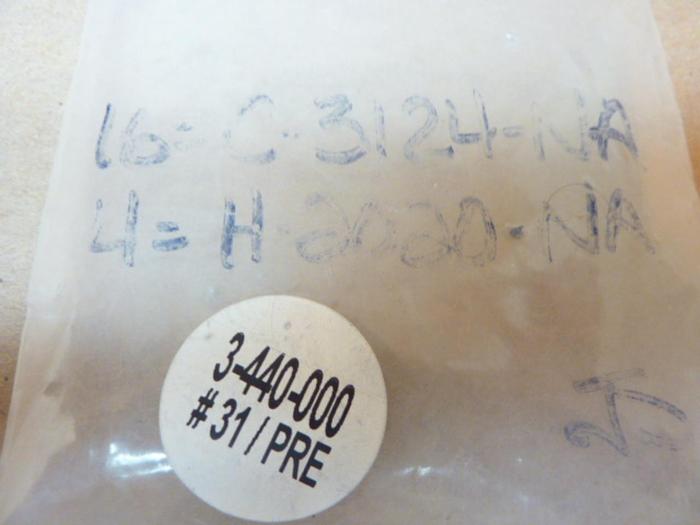 16= C-3124-NA
4= H-2020-NA
3-440-000
#31/PRE